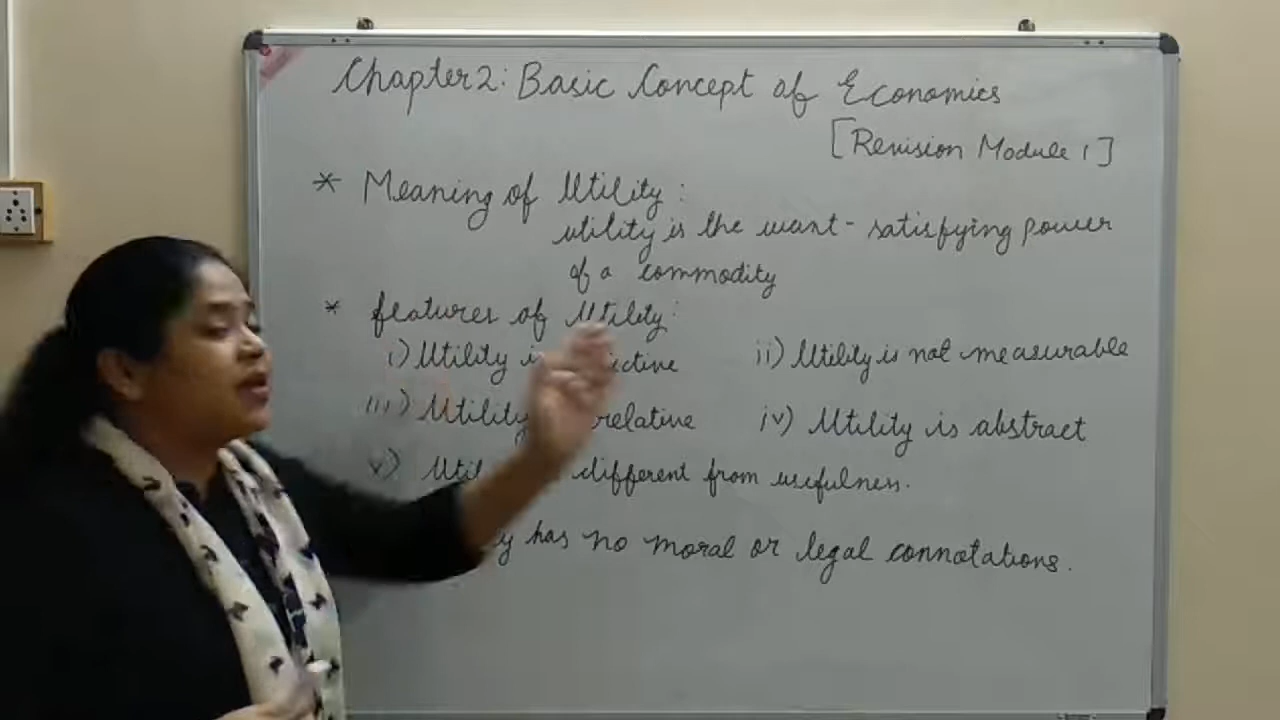 Chapter 2: Basic Concept of Economics
[Revision Module 1]
* Meaning of Utility:
utility is the want-satisfying power
of a commodity
* features of Utility:
i) Utility ii) Utility is not measurable
iii) Utility relative iv) Utility is abstract
v) different from usefulness.
has no moral or legal connotations.